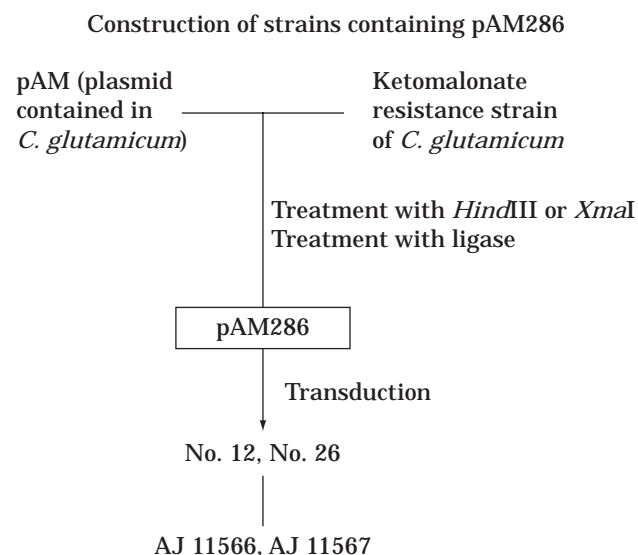 Construction of strains containing pAM286
pAM (plasmid
contained in
C. glutamicum)
Ketomalonate
resistance strain
of C. glutamicum
Treatment with HindIII or XmaI
Treatment with ligase
pAM286
Transduction
No. 12, No. 26
AJ 11566, AJ 11567